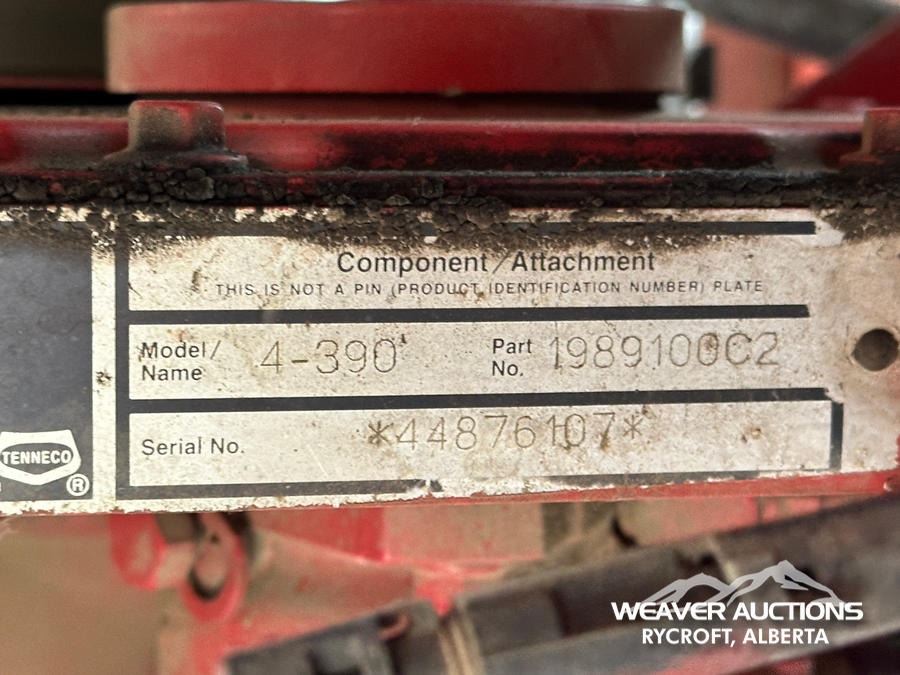 Component/Attachment
THIS IS NOT A PIN (PRODUCT IDENTIFICATION NUMBER) PLATE
Model/ Name 4-390
Part No. 1989100C2
Serial No. *44876107*
TENNECO ®
WEAVER AUCTIONS
RYCROFT, ALBERTA